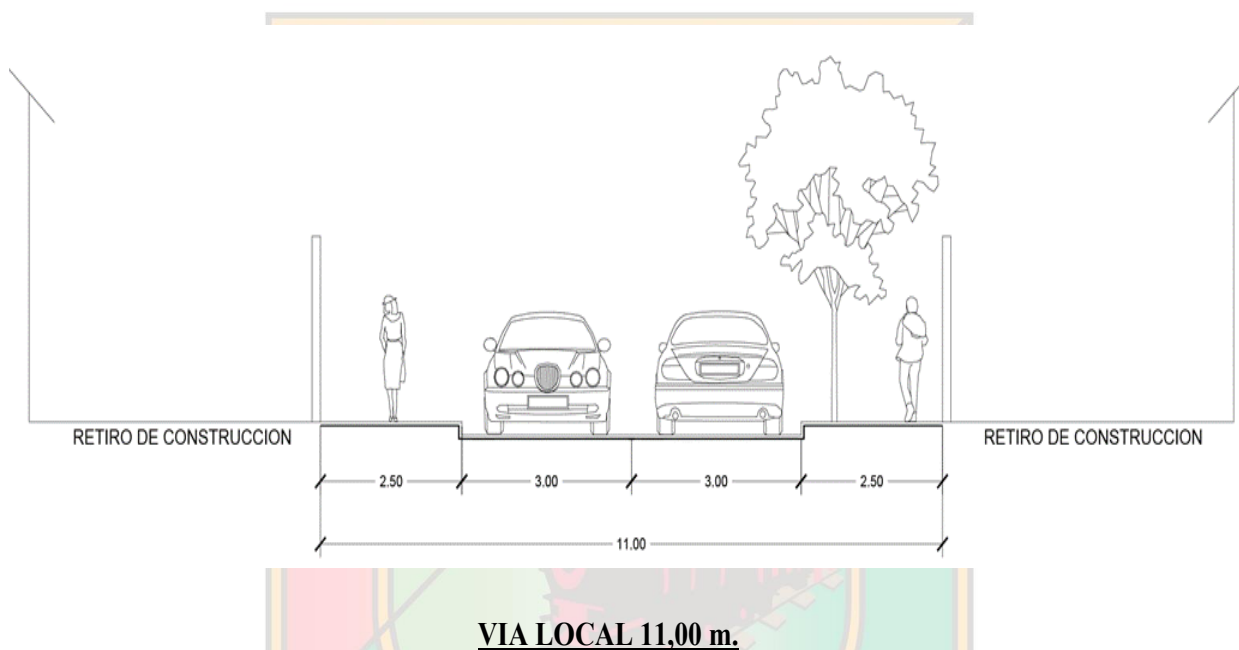 RETIRO DE CONSTRUCCION RETIRO DE CONSTRUCCION
2.50 3.00 3.00 2.50
11.00
VIA LOCAL 11,00 m.